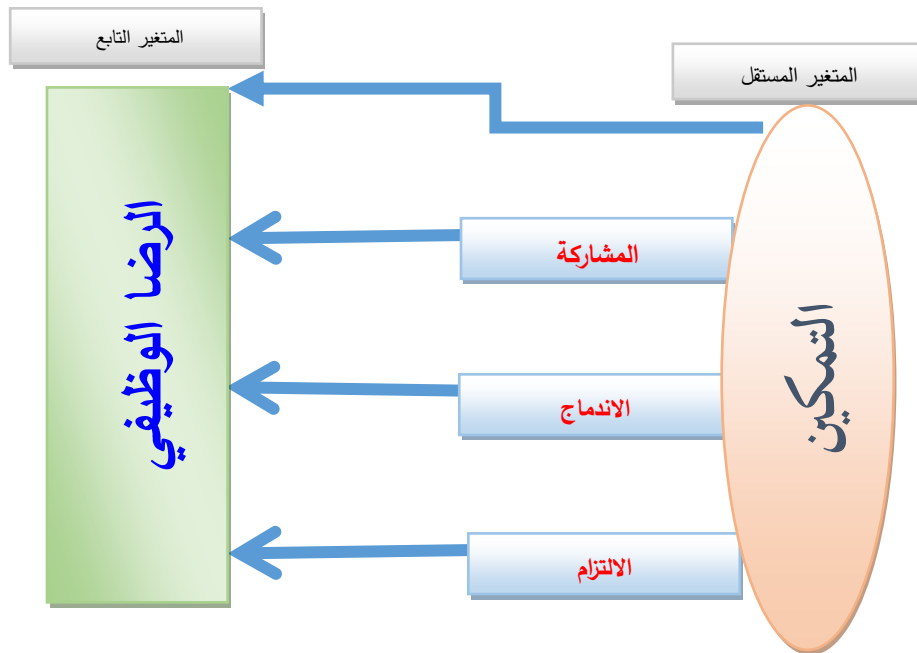 المتغير المستقل
المتغير التابع
التمكين
المشاركة
الاندماج
الالتزام
الرضا الوظيفي